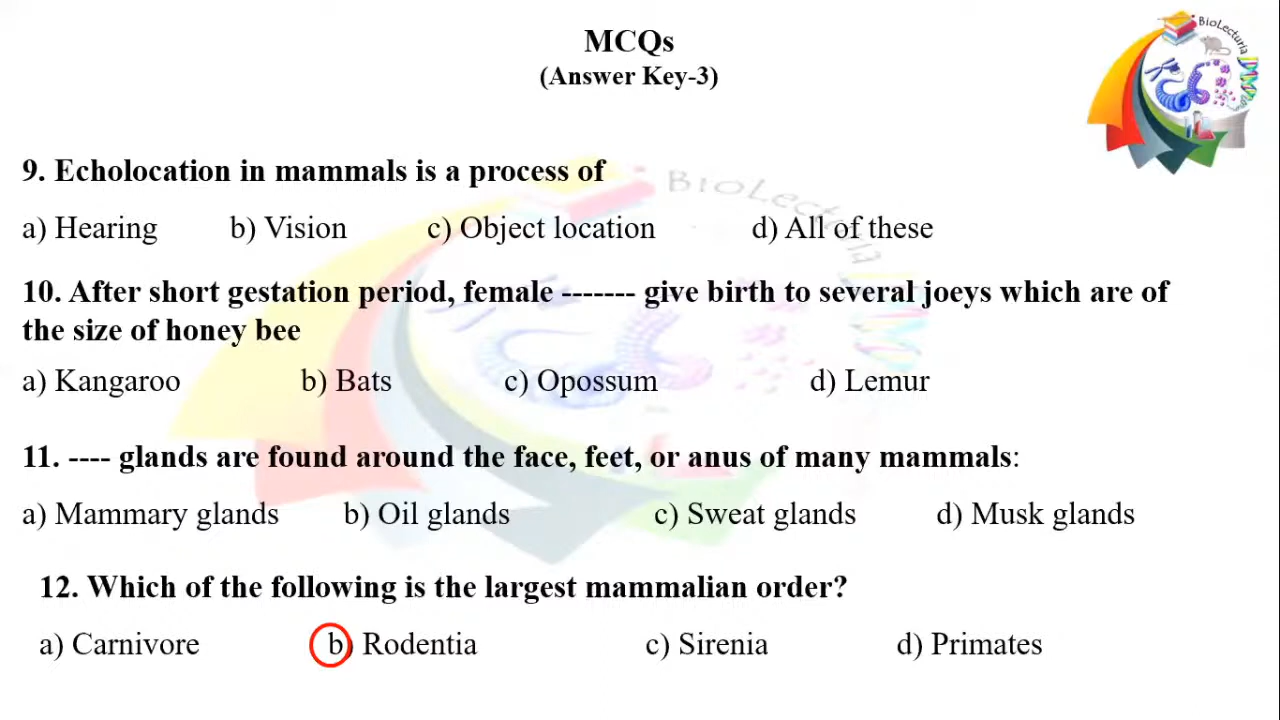 MCQs
(Answer Key-3)
BioLecturia
9. Echolocation in mammals is a process of
BioLecturia
a) Hearing b) Vision c) Object location d) All of these
10. After short gestation period, female ------- give birth to several joeys which are of
the size of honey bee
a) Kangaroo b) Bats c) Opossum d) Lemur
11. ---- glands are found around the face, feet, or anus of many mammals:
a) Mammary glands b) Oil glands c) Sweat glands d) Musk glands
12. Which of the following is the largest mammalian order?
a) Carnivore b) Rodentia c) Sirenia d) Primates